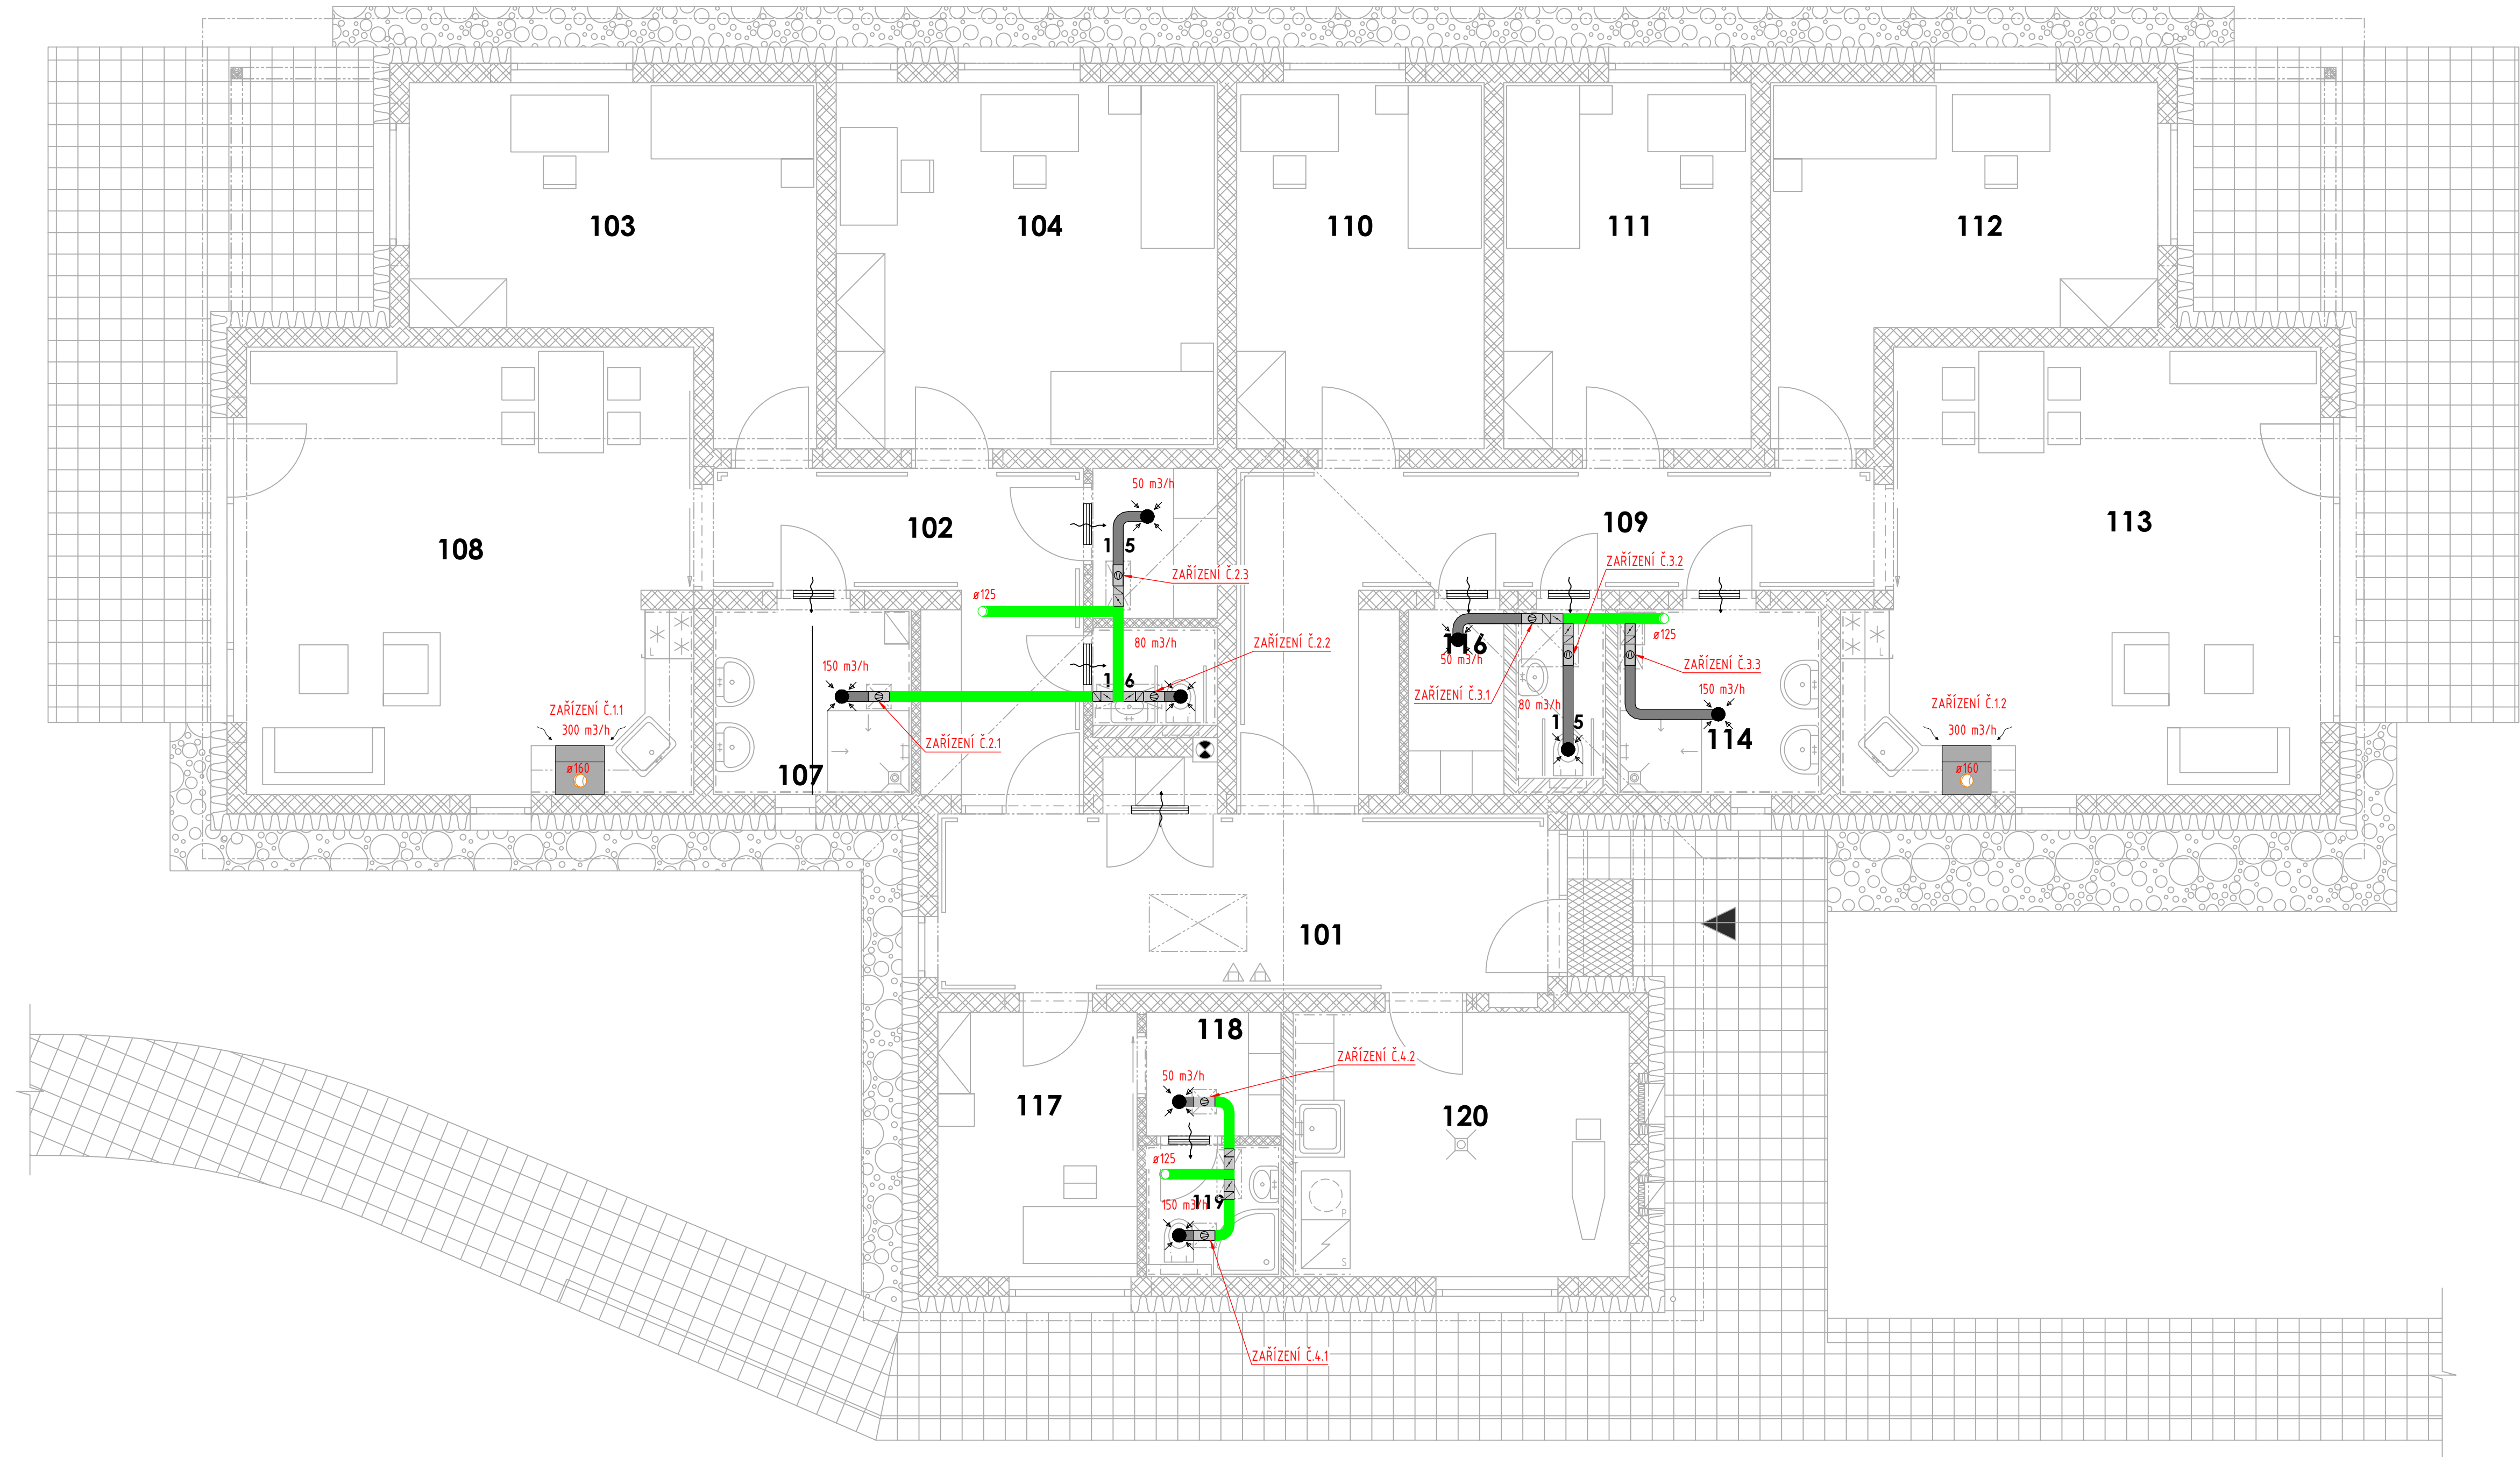 103
104
110
111
112
50 m3/h
102
109
113
108
ZAŘÍZENÍ Č.3.2
ZAŘÍZENÍ Č.2.3
ø125
ø125
116
80 m3/h
ZAŘÍZENÍ Č.2.2
50 m3/h
150 m3/h
ZAŘÍZENÍ Č.3.3
ZAŘÍZENÍ Č.3.1
150 m3/h
80 m3/h
ZAŘÍZENÍ Č.1.1
300 m3/h
ZAŘÍZENÍ Č.1.2
300 m3/h
114
ZAŘÍZENÍ Č.2.1
ø160
107
ø160
101
118
ZAŘÍZENÍ Č.4.2
50 m3/h
117
120
ø125
119
150 m3/h
P
S
ZAŘÍZENÍ Č.4.1